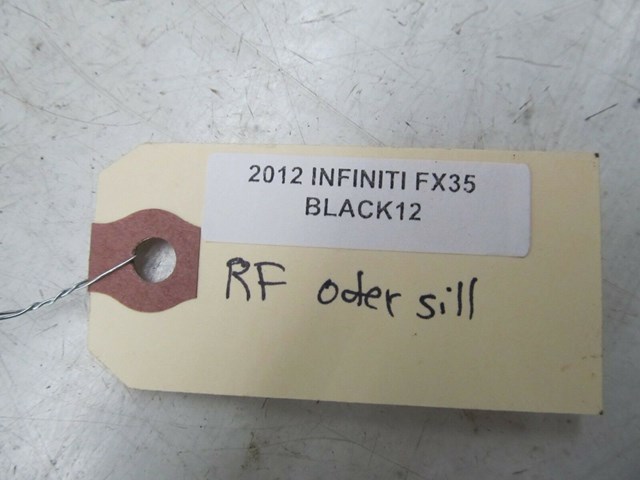 2012 INFINITI FX35
BLACK12
RF oder sill